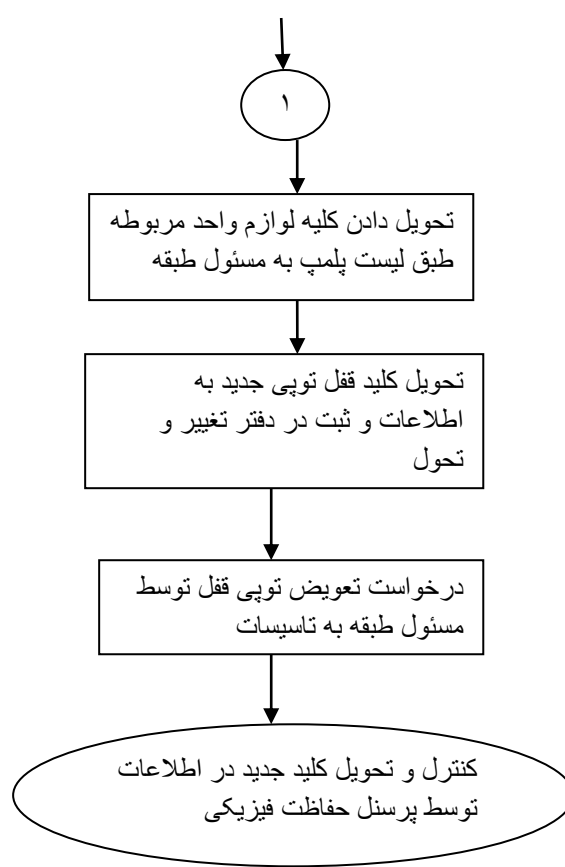 ۱
تحویل دادن کلیه لوازم واحد مربوطه
طبق لیست پلمپ به مسئول طبقه
تحویل کلید قفل توپی جدید به
اطلاعات و ثبت در دفتر تغییر و
تحول
درخواست تعویض توپی قفل توسط
مسئول طبقه به تاسیسات
کنترل و تحویل کلید جدید در اطلاعات
توسط پرسنل حفاظت فیزیکی